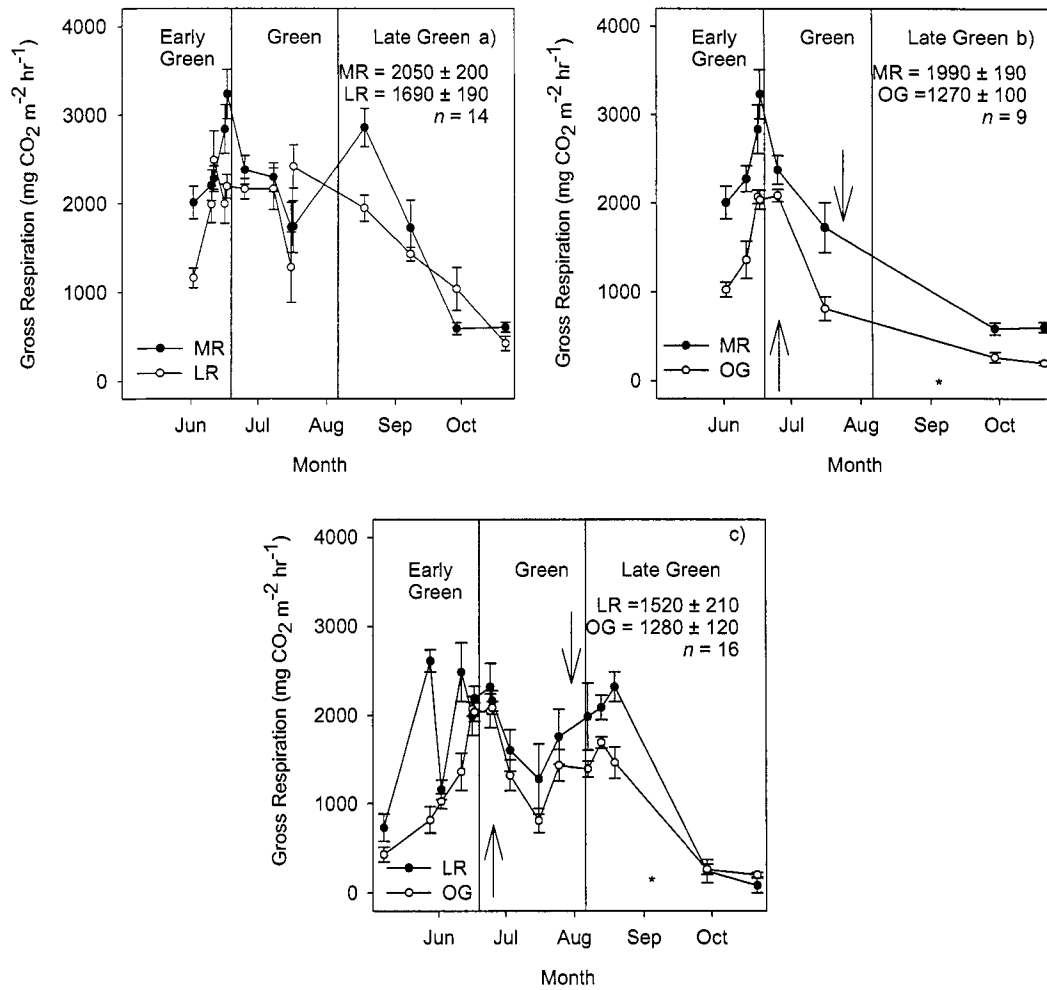 4000
3000
2000
1000
0
Gross Respiration (mg CO2 m-2 hr-1)
Early
Green
Green
Late Green a)
MR = 2050 ± 200
LR = 1690 ± 190
n = 14
MR
LR
Jun Jul Aug Sep Oct
Month
4000
3000
2000
1000
0
Gross Respiration (mg CO2 m-2 hr-1)
Early
Green
Green
Late Green b)
MR = 1990 ± 190
OG =1270 ± 100
n = 9
MR
OG
*
Jun Jul Aug Sep Oct
Month
4000
3000
2000
1000
0
Gross Respiration (mg CO2 m-2 hr-1)
c)
Early
Green
Green
Late Green
LR =1520 ± 210
OG = 1280 ± 120
n = 16
LR
OG
*
Jun Jul Aug Sep Oct
Month